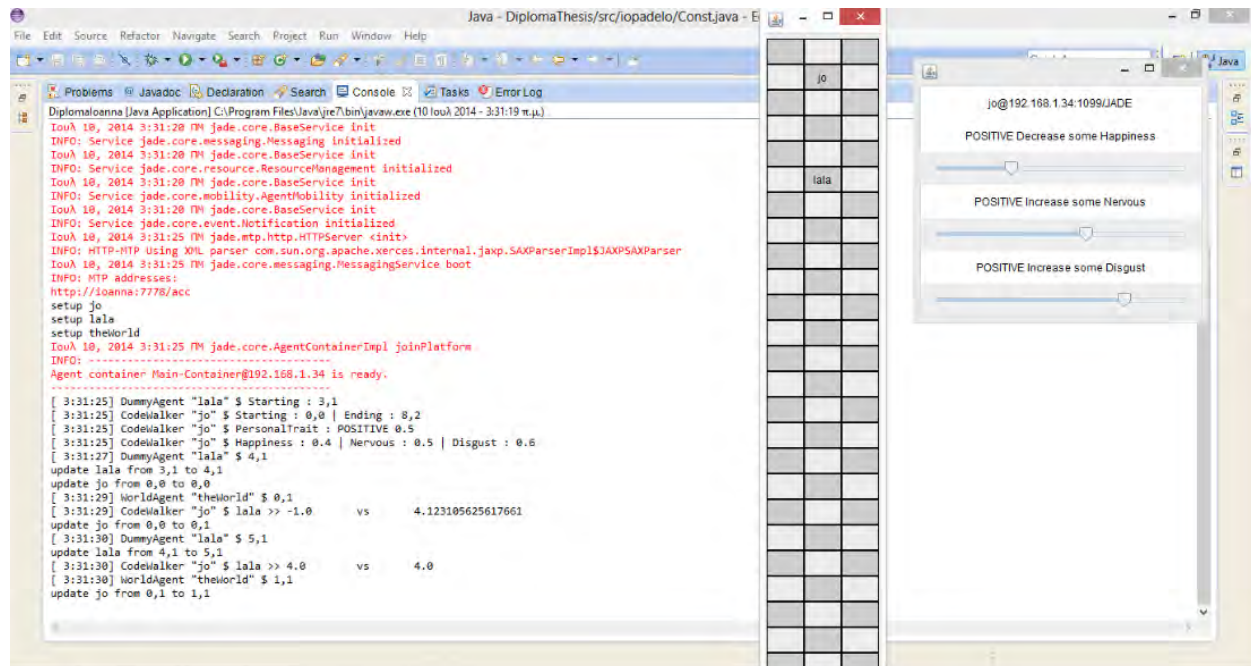 Java - DiplomaThesis/src/iopadelo/Const.java - E
File Edit Source Refactor Navigate Search Project Run Window Help
Java
Problems Javadoc Declaration Search Console Tasks Error Log
DiplomaIoanna [Java Application] C:\Program Files\Java\jre7\bin\javaw.exe (10 Ιουλ 2014 - 3:31:19 π.μ.)
Ιουλ 10, 2014 3:31:20 ΠΜ jade.core.BaseService init
INFO: Service jade.core.messaging.Messaging initialized
Ιουλ 10, 2014 3:31:20 ΠΜ jade.core.BaseService init
INFO: Service jade.core.resource.ResourceManagement initialized
Ιουλ 10, 2014 3:31:20 ΠΜ jade.core.BaseService init
INFO: Service jade.core.mobility.AgentMobility initialized
Ιουλ 10, 2014 3:31:20 ΠΜ jade.core.BaseService init
INFO: Service jade.core.event.Notification initialized
Ιουλ 10, 2014 3:31:25 ΠΜ jade.mtp.http.HTTPServer <init>
INFO: HTTP-MTP Using XML parser com.sun.org.apache.xerces.internal.jaxp.SAXParserImpl$JAXPSAXParser
Ιουλ 10, 2014 3:31:25 ΠΜ jade.core.messaging.MessagingService boot
INFO: MTP addresses:
http://ioanna:7778/acc
setup jo
setup lala
setup theWorld
Ιουλ 10, 2014 3:31:25 ΠΜ jade.core.AgentContainerImpl joinPlatform
INFO: ----------------------------------------
Agent container Main-Container@192.168.1.34 is ready.
----------------------------------------
[ 3:31:25] DummyAgent "lala" $ Starting : 3,1
[ 3:31:25] CodeWalker "jo" $ Starting : 0,0 | Ending : 8,2
[ 3:31:25] CodeWalker "jo" $ PersonalTrait : POSITIVE 0.5
[ 3:31:25] CodeWalker "jo" $ Happiness : 0.4 | Nervous : 0.5 | Disgust : 0.6
[ 3:31:27] DummyAgent "lala" $ 4,1
update lala from 3,1 to 4,1
update jo from 0,0 to 0,0
[ 3:31:29] WorldAgent "theWorld" $ 0,1
[ 3:31:29] CodeWalker "jo" $ lala >> -1.0 vs 4.123105625617661
update jo from 0,0 to 0,1
[ 3:31:30] DummyAgent "lala" $ 5,1
update lala from 4,1 to 5,1
[ 3:31:30] CodeWalker "jo" $ lala >> 4.0 vs 4.0
[ 3:31:30] WorldAgent "theWorld" $ 1,1
update jo from 0,1 to 1,1
jo
lala
jo@192.168.1.34:1099/JADE
POSITIVE Decrease some Happiness
POSITIVE Increase some Nervous
POSITIVE Increase some Disgust